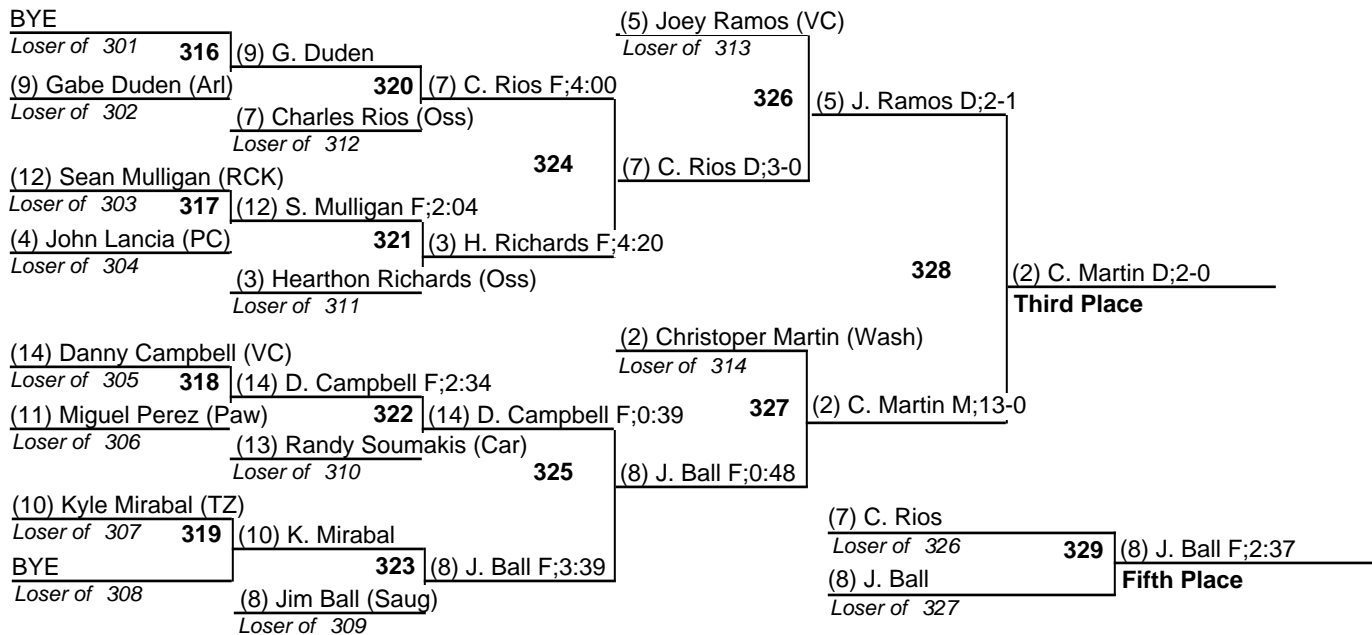 BYE
Loser of 301
316
(9) G. Duden
(9) Gabe Duden (Arl)
Loser of 302
320
(7) C. Rios F;4:00
(7) Charles Rios (Oss)
Loser of 312
(12) Sean Mulligan (RCK)
Loser of 303
317
(12) S. Mulligan F;2:04
(4) John Lancia (PC)
Loser of 304
321
(3) H. Richards F;4:20
(3) Hearthon Richards (Oss)
Loser of 311
324
(5) Joey Ramos (VC)
Loser of 313
326
(5) J. Ramos D;2-1
(7) C. Rios D;3-0
328
(2) C. Martin D;2-0
Third Place
(14) Danny Campbell (VC)
Loser of 305
318
(14) D. Campbell F;2:34
(11) Miguel Perez (Paw)
Loser of 306
322
(14) D. Campbell F;0:39
(13) Randy Soumakis (Car)
Loser of 310
325
(10) Kyle Mirabal (TZ)
Loser of 307
319
(10) K. Mirabal
BYE
Loser of 308
323
(8) J. Ball F;3:39
(8) Jim Ball (Saug)
Loser of 309
(2) Christoper Martin (Wash)
Loser of 314
327
(2) C. Martin M;13-0
(8) J. Ball F;0:48
(7) C. Rios
Loser of 326
329
(8) J. Ball F;2:37
Fifth Place
(8) J. Ball
Loser of 327